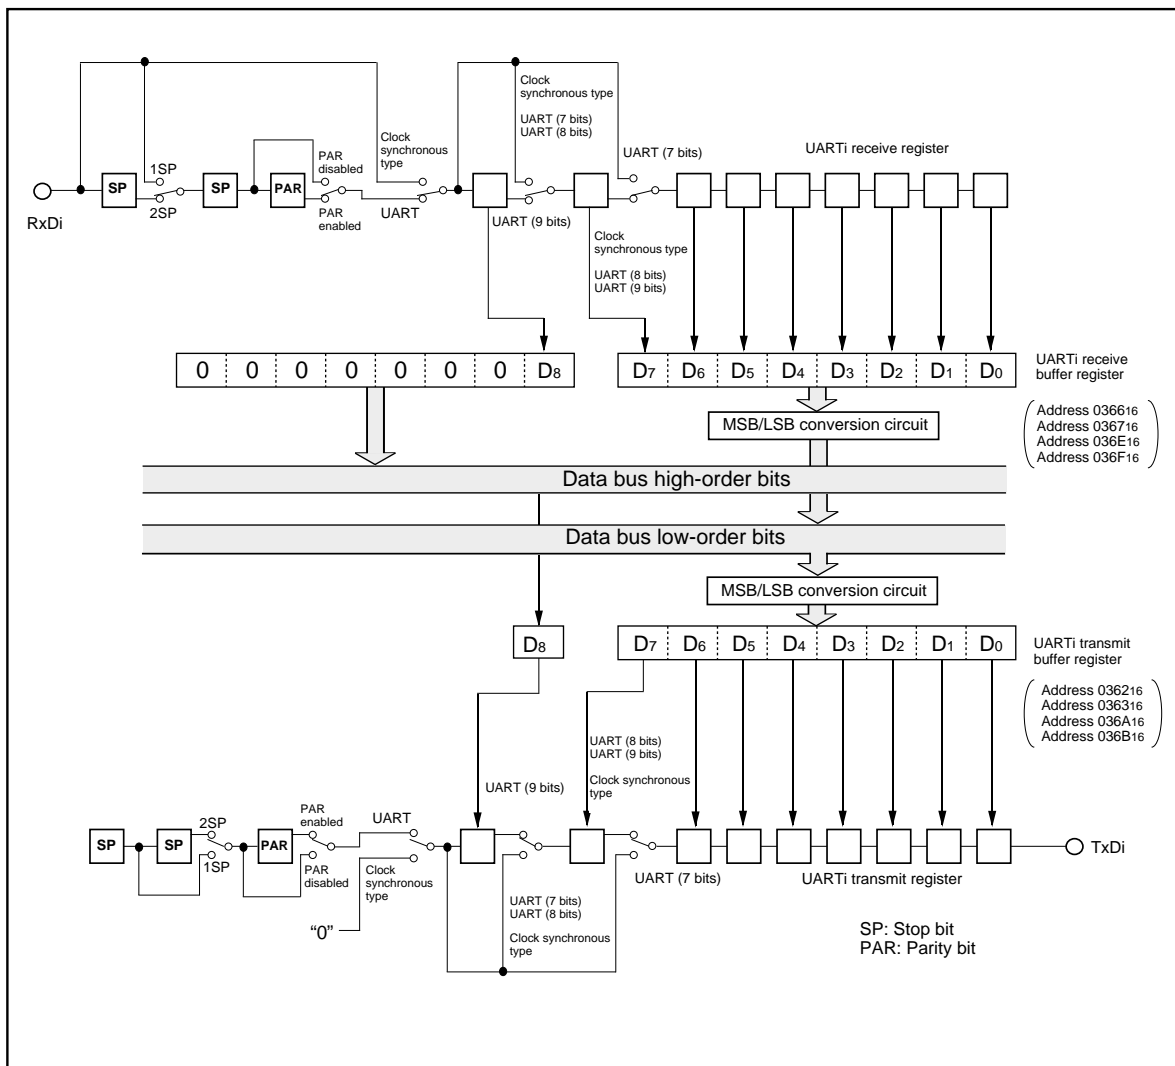 Clock
synchronous type
UART (7 bits)
UART (8 bits)
UART (7 bits)
UARTi receive register
PAR
disabled
Clock
synchronous
type
1SP
SP
SP
PAR
2SP
PAR
enabled
UART
UART (9 bits)
RxDi
Clock
synchronous type
UART (8 bits)
UART (9 bits)
0 0 0 0 0 0 0 D8
D7 D6 D5 D4 D3 D2 D1 D0
UARTi receive
buffer register
MSB/LSB conversion circuit
Address 036616
Address 036716
Address 036E16
Address 036F16
Data bus high-order bits
Data bus low-order bits
MSB/LSB conversion circuit
D8
D7 D6 D5 D4 D3 D2 D1 D0
UARTi transmit
buffer register
Address 036216
Address 036316
Address 036A16
Address 036B16
UART (8 bits)
UART (9 bits)
Clock synchronous
type
UART (9 bits)
PAR
enabled
UART
2SP
SP
SP
PAR
TxDi
1SP
PAR
disabled
Clock
synchronous
type
UART (7 bits)
UARTi transmit register
UART (7 bits)
UART (8 bits)
Clock synchronous
type
“0”
SP: Stop bit
PAR: Parity bit